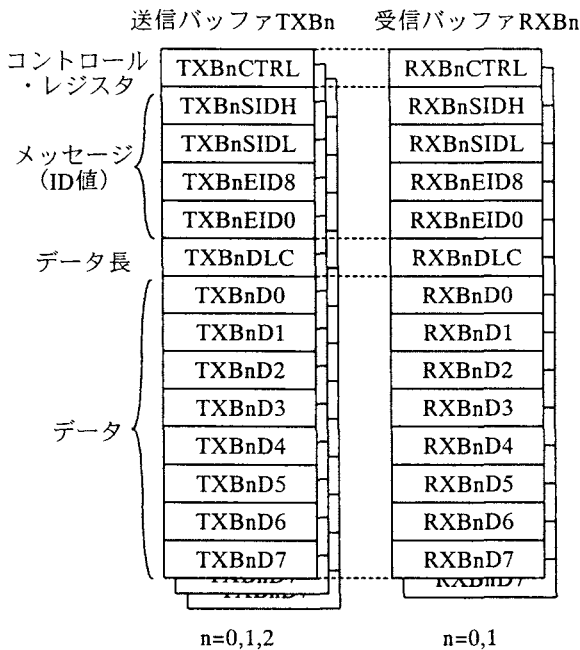 送信バッファTXBn 受信バッファRXBn
コントロール
・レジスタ
TXBnCTRL RXBnCTRL
メッセージ
(ID値)
TXBnSIDH RXBnSIDH
TXBnSIDL RXBnSIDL
TXBnEID8 RXBnEID8
TXBnEID0 RXBnEID0
データ長 TXBnDLC RXBnDLC
データ
TXBnD0 RXBnD0
TXBnD1 RXBnD1
TXBnD2 RXBnD2
TXBnD3 RXBnD3
TXBnD4 RXBnD4
TXBnD5 RXBnD5
TXBnD6 RXBnD6
TXBnD7 RXBnD7
n=0,1,2 n=0,1